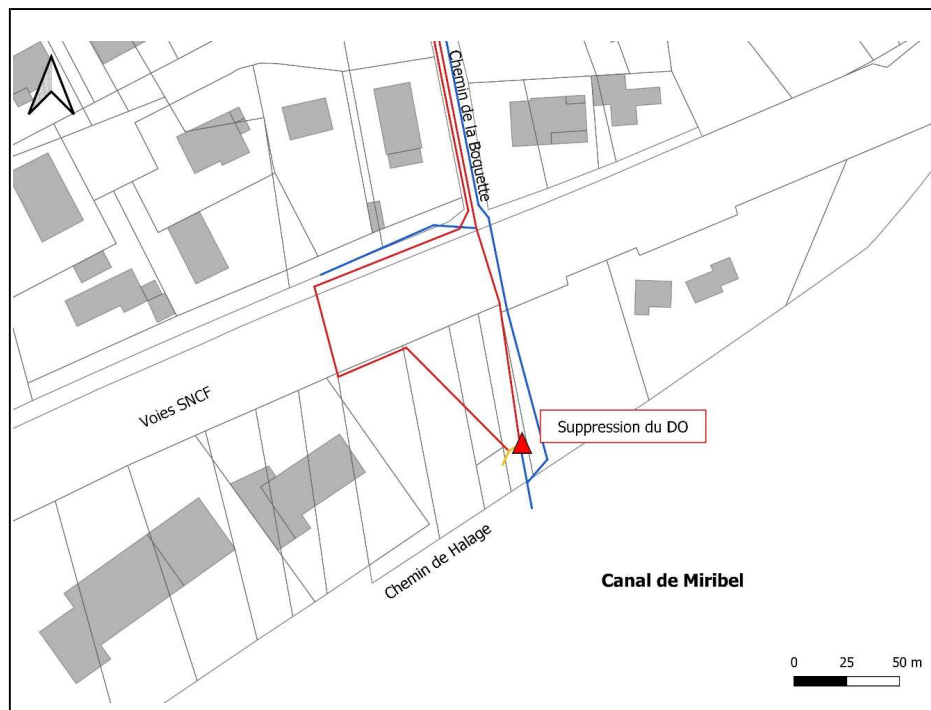 Chemin de la Boquette
Voies SNCF
Suppression du DO
Chemin de Halage
Canal de Miribel
0 25 50 m